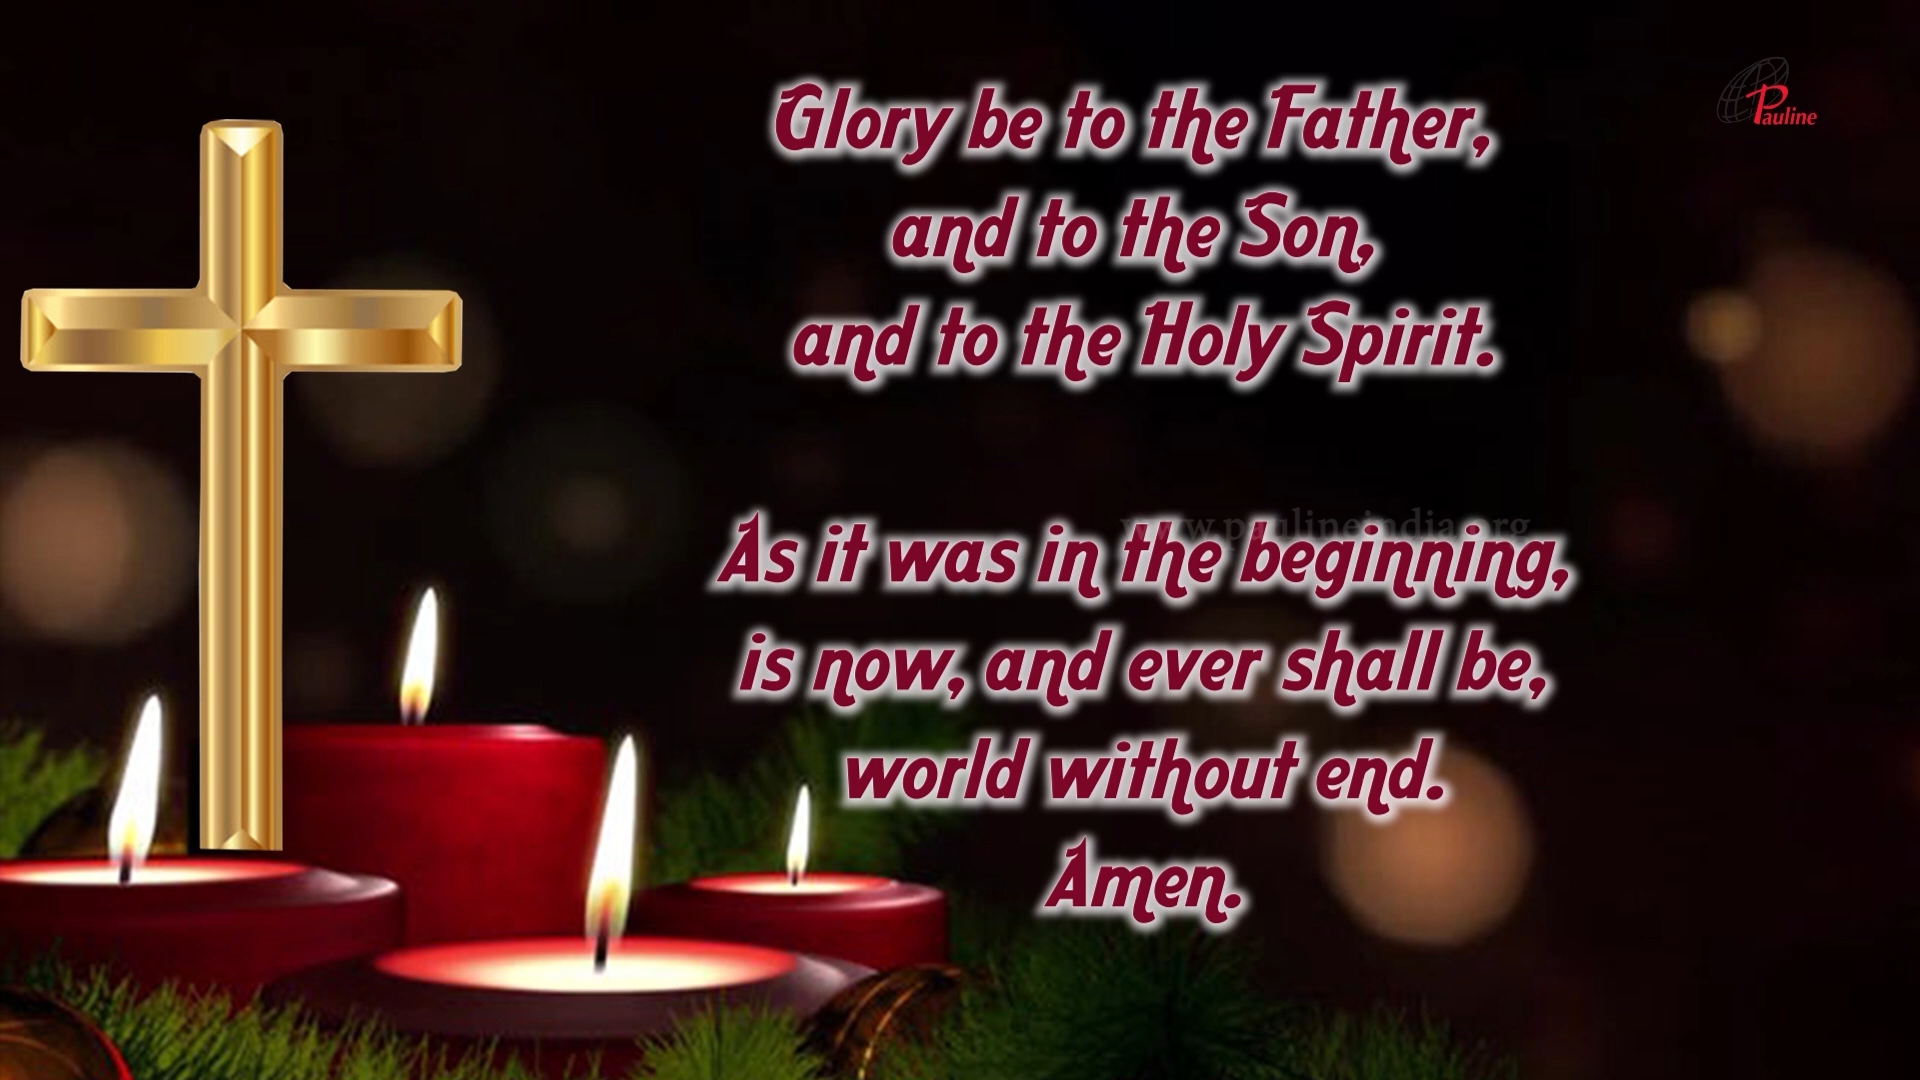 Pauline
Glory be to the Father,
and to the Son,
and to the Holy Spirit.
www.paulineindia.org
As it was in the beginning,
is now, and ever shall be,
world without end.
Amen.